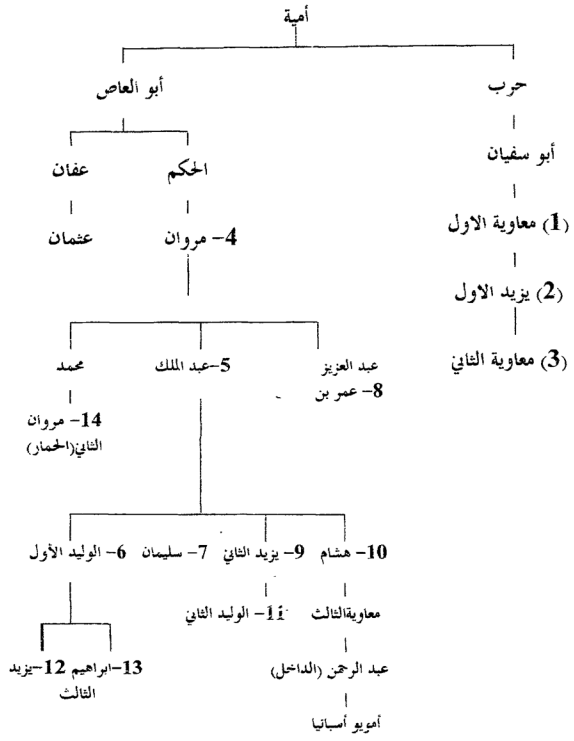 أمية
حرب
أبو العاص
أبو سفيان
الحكم
عفان
(1) معاوية الاول
4- مروان
عثمان
(2) يزيد الاول
(3) معاوية الثاني
عبد العزيز
8- عمر بن
5-عبد الملك
محمد
14- مروان
الثاني(الحمار)
10- هشام
9- يزيد الثاني
7- سليمان
6- الوليد الأول
معاويةالثالث
11- الوليد الثاني
عبد الرحمن (الداخل)
13-ابراهيم
12-يزيد
الثالث
أمويو أسبانيا